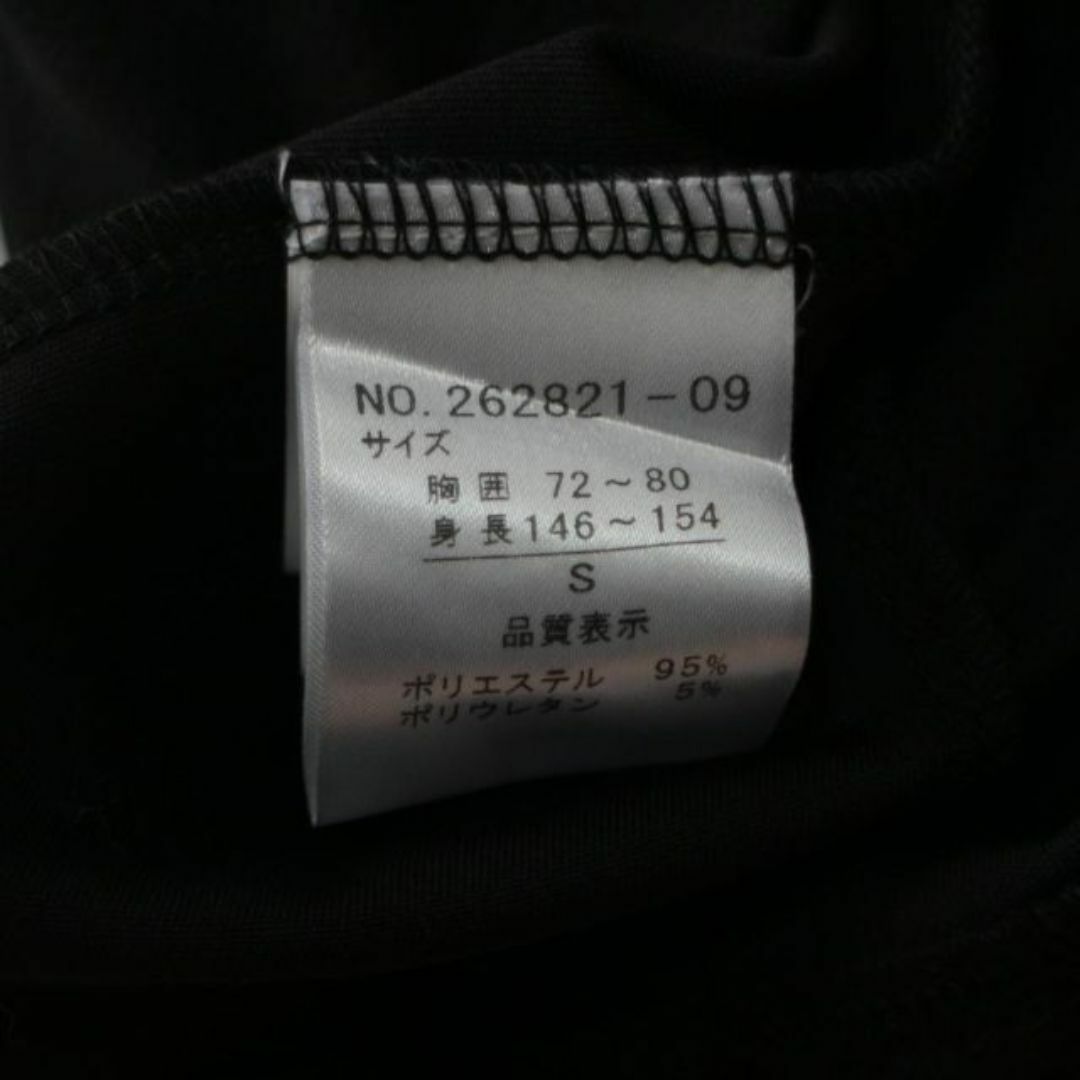 NO. 262821-09
サイズ
胸囲 72~80
身長146~154
S
品質表示
ポリエステル 95%
ポリウレタン 5%